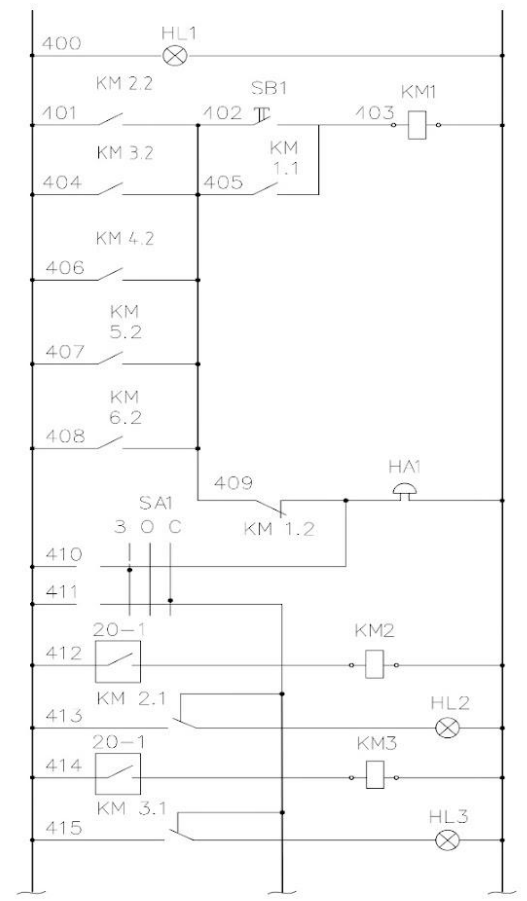 HL1
400
KM 2.2
SB1
KM1
401
402
403
KM 3.2
KM
1.1
404
405
KM 4.2
406
KM
5.2
407
KM
6.2
408
HA1
409
SA1
KM 1.2
З О С
410
411
20-1
KM2
412
KM 2.1
HL2
413
20-1
KM3
414
KM 3.1
HL3
415